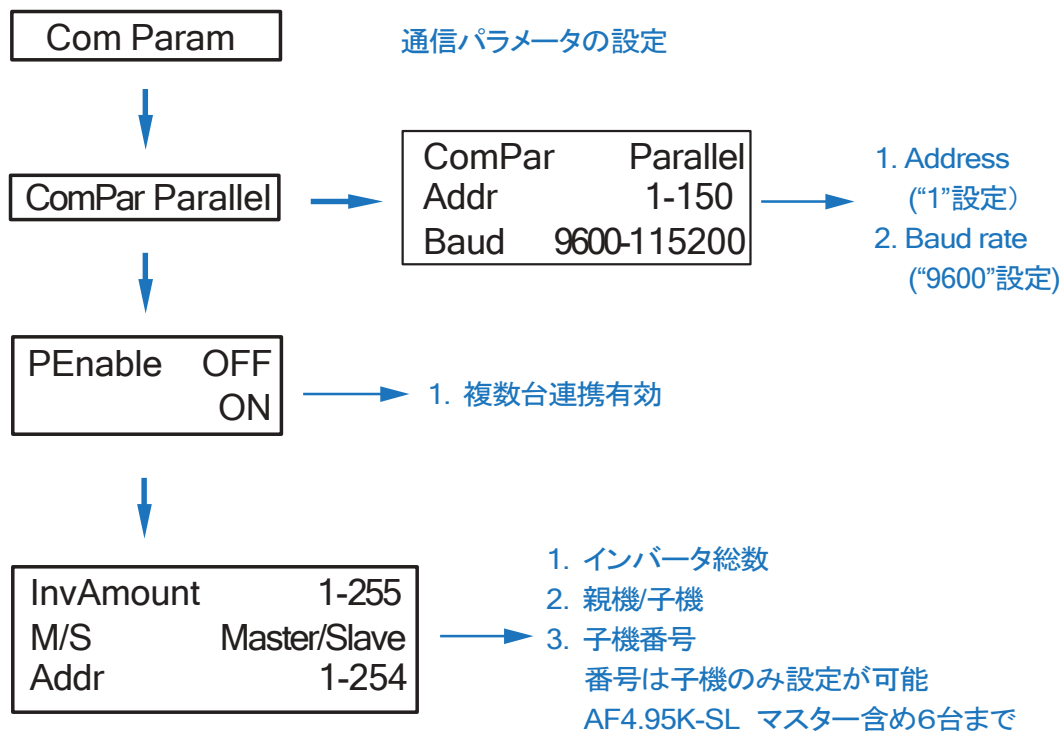 Com Param
通信パラメータの設定
ComPar Parallel
ComPar Parallel
Addr 1-150
Baud 9600-115200
1. Address
(“1”設定）
2. Baud rate
(“9600”設定)
PEnable OFF
ON
1. 複数台連携有効
InvAmount 1-255
M/S Master/Slave
Addr 1-254
1. インバータ総数
2. 親機/子機
3. 子機番号
番号は子機のみ設定が可能
AF4.95K-SL マスター含め６台まで